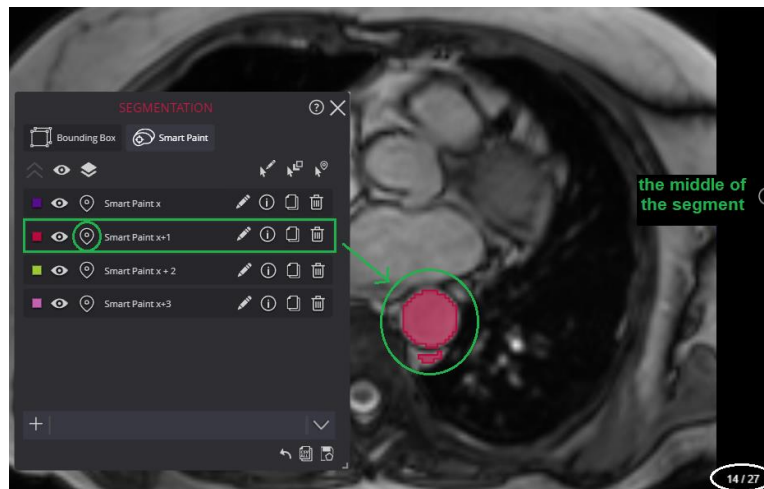 SEGMENTATION
Bounding Box Smart Paint
Smart Paint x
Smart Paint x+1
Smart Paint x + 2
Smart Paint x+3
the middle of
the segment
14 / 27